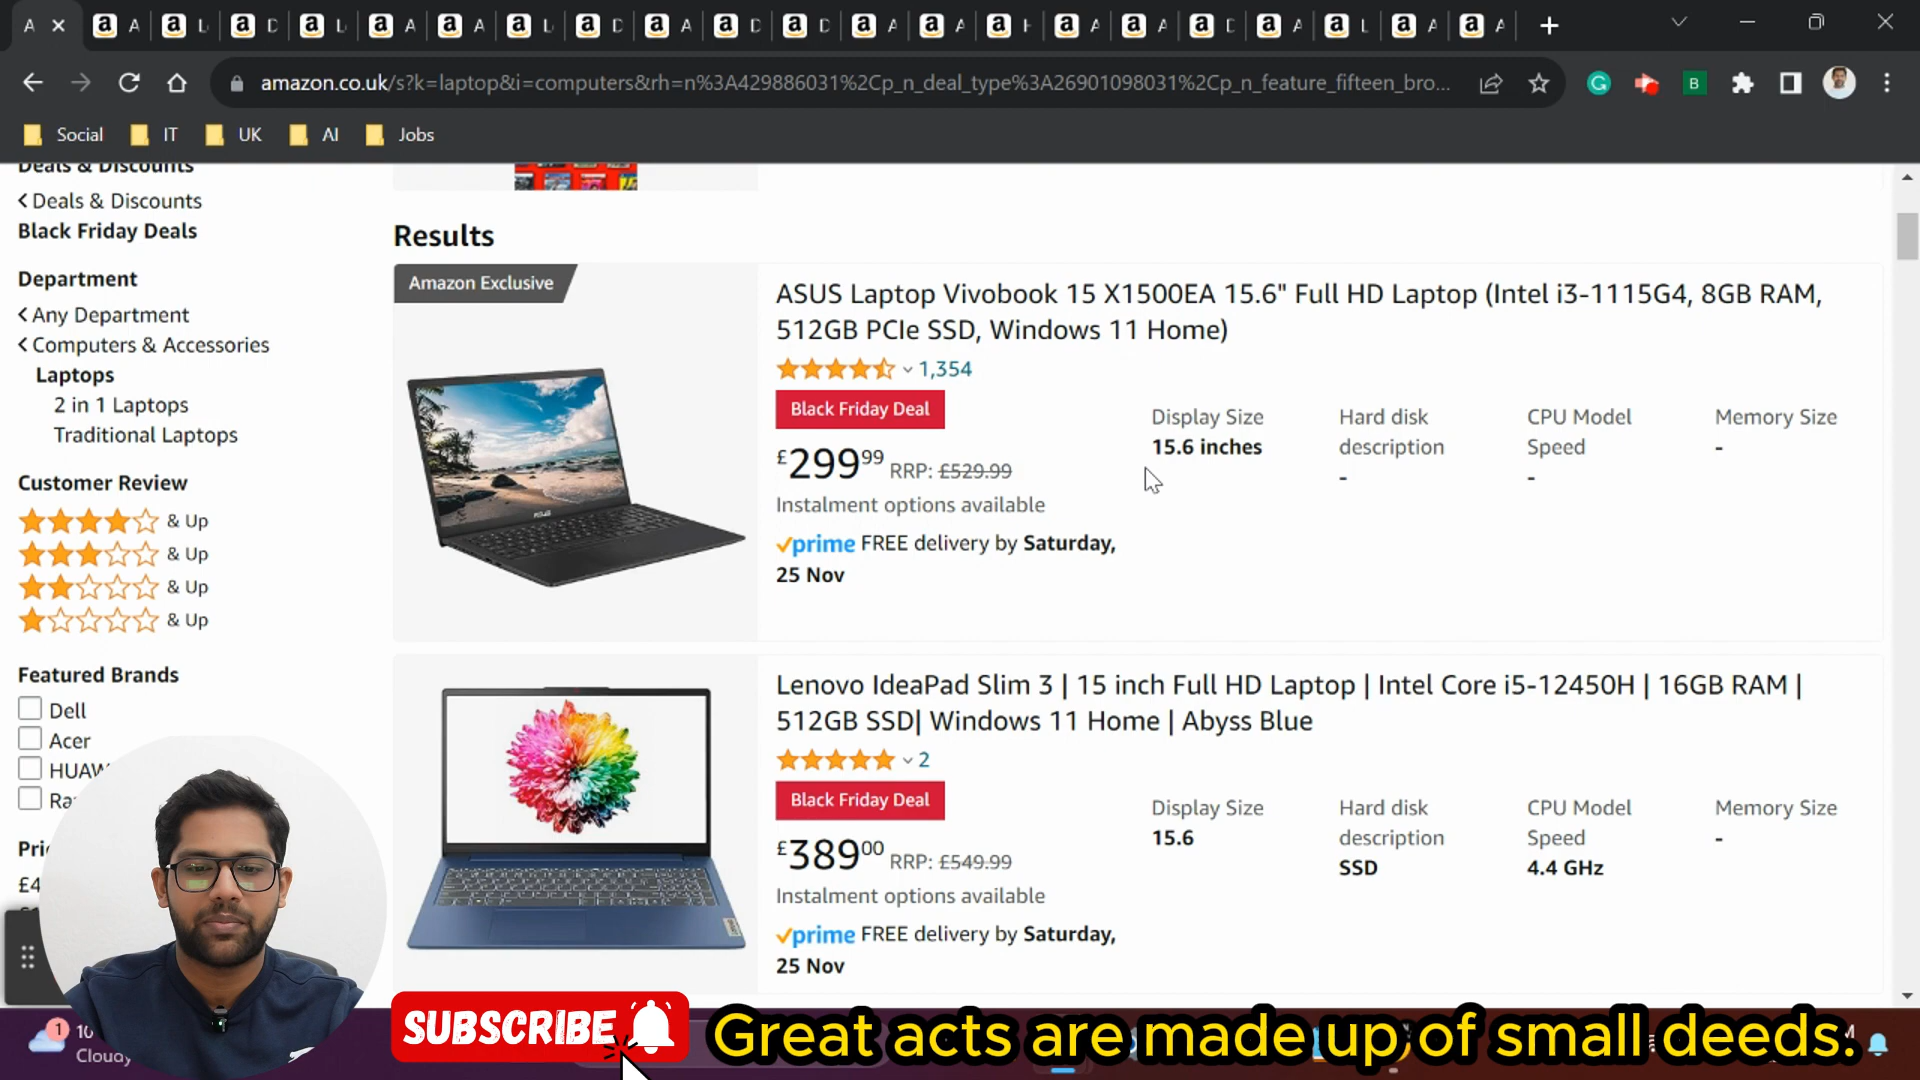 amazon.co.uk/s?k=laptop&i=computers&rh=n%3A429886031%2Cp_n_deal_type%3A26901098031%2Cp_n_feature_fifteen_bro...
Social IT UK AI Jobs
Deals & Discounts
Deals & Discounts
Black Friday Deals
Department
Any Department
Computers & Accessories
Laptops
2 in 1 Laptops
Traditional Laptops
Customer Review
& Up
& Up
& Up
& Up
Featured Brands
Dell
Acer
HUAW
Ra
Pri
£4
Results
Amazon Exclusive
ASUS Laptop Vivobook 15 X1500EA 15.6" Full HD Laptop (Intel i3-1115G4, 8GB RAM,
512GB PCIe SSD, Windows 11 Home)
1,354
Black Friday Deal
£299.99 RRP: £529.99
Instalment options available
prime FREE delivery by Saturday,
25 Nov
Display Size
15.6 inches
Hard disk
description
-
CPU Model
Speed
-
Memory Size
-
Lenovo IdeaPad Slim 3 | 15 inch Full HD Laptop | Intel Core i5-12450H | 16GB RAM |
512GB SSD| Windows 11 Home | Abyss Blue
2
Black Friday Deal
£389.00 RRP: £549.99
Instalment options available
prime FREE delivery by Saturday,
25 Nov
Display Size
15.6
Hard disk
description
SSD
CPU Model
Speed
4.4 GHz
Memory Size
-
1
Cloudy
SUBSCRIBE
Great acts are made up of small deeds.